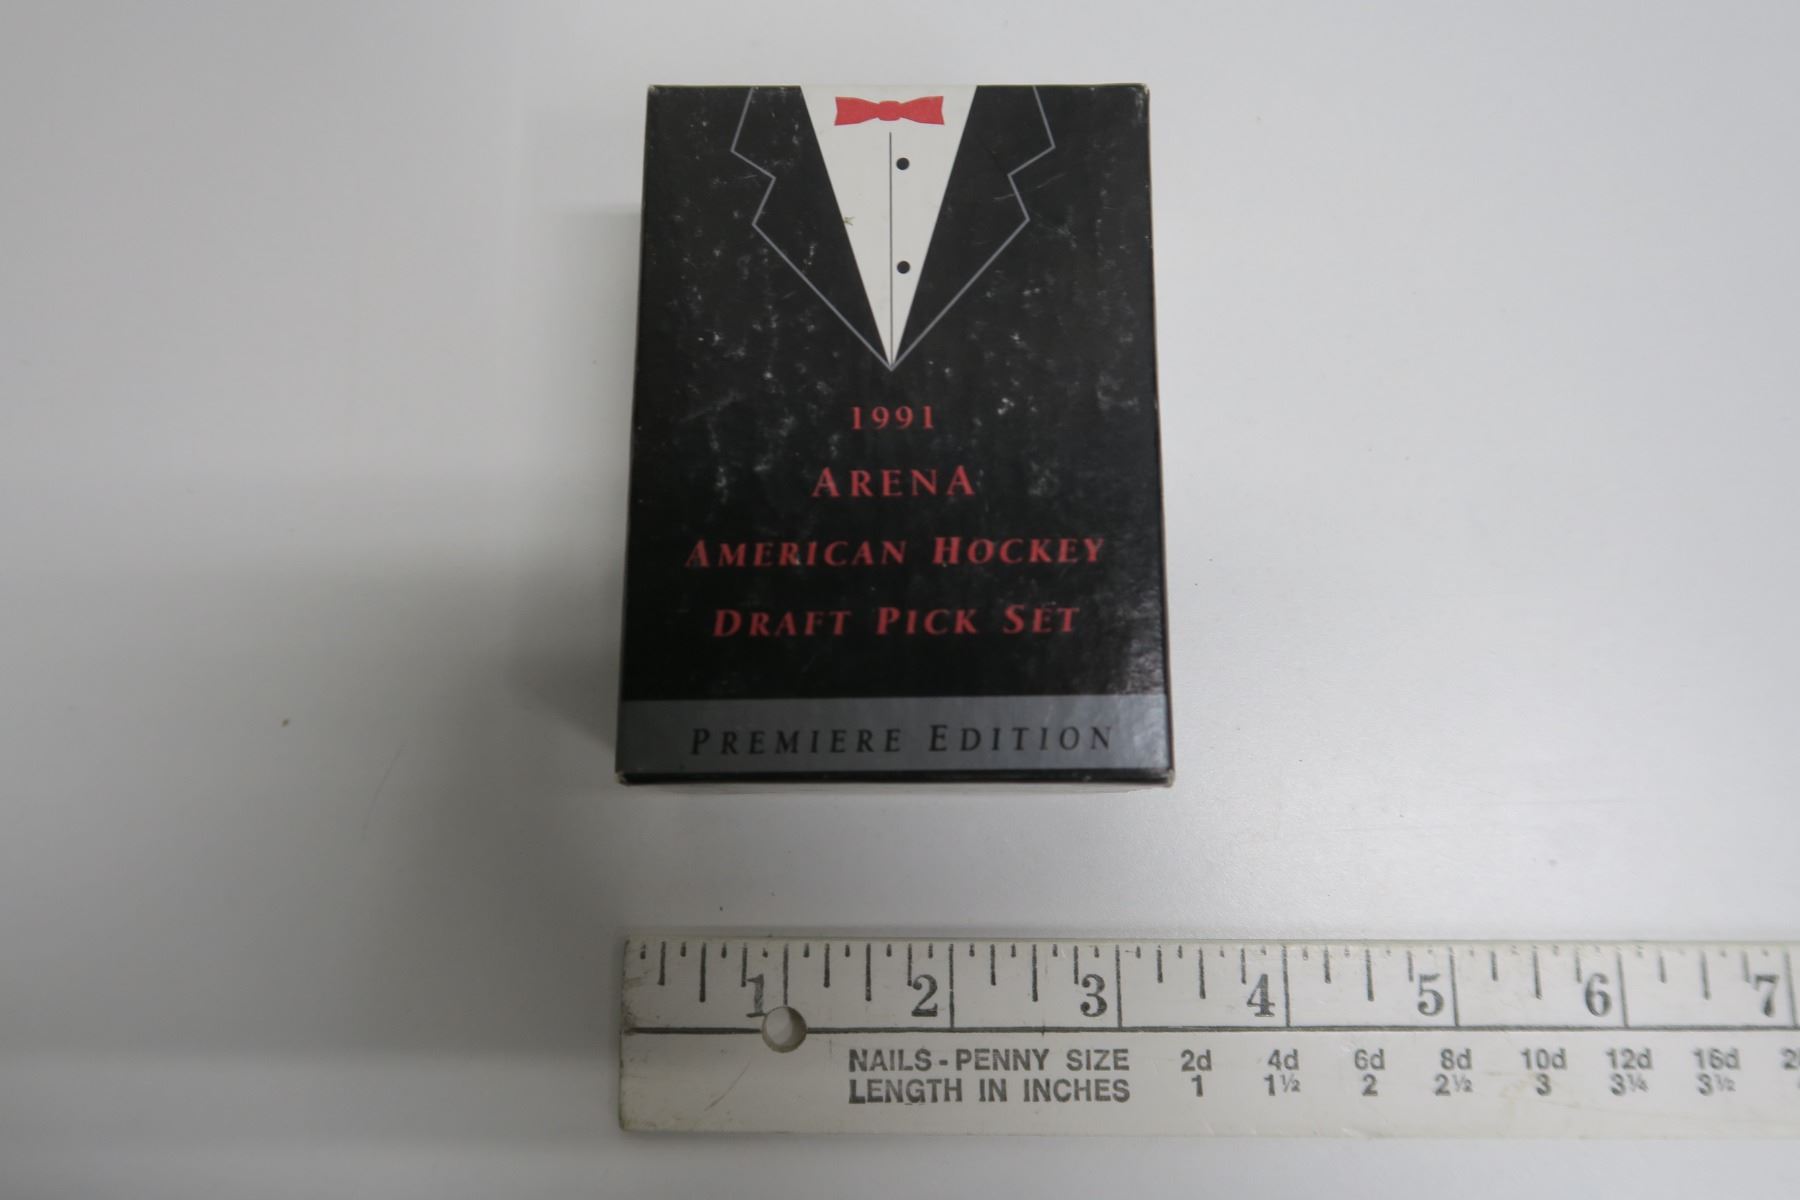 1991
ARENA
AMERICAN HOCKEY
DRAFT PICK SET
PREMIERE EDITION
1 2 3 4 5 6 7
NAILS - PENNY SIZE 2d 4d 6d 8d 10d 12d 16d
LENGTH IN INCHES 1 1½ 2 2½ 3 3¼ 3½